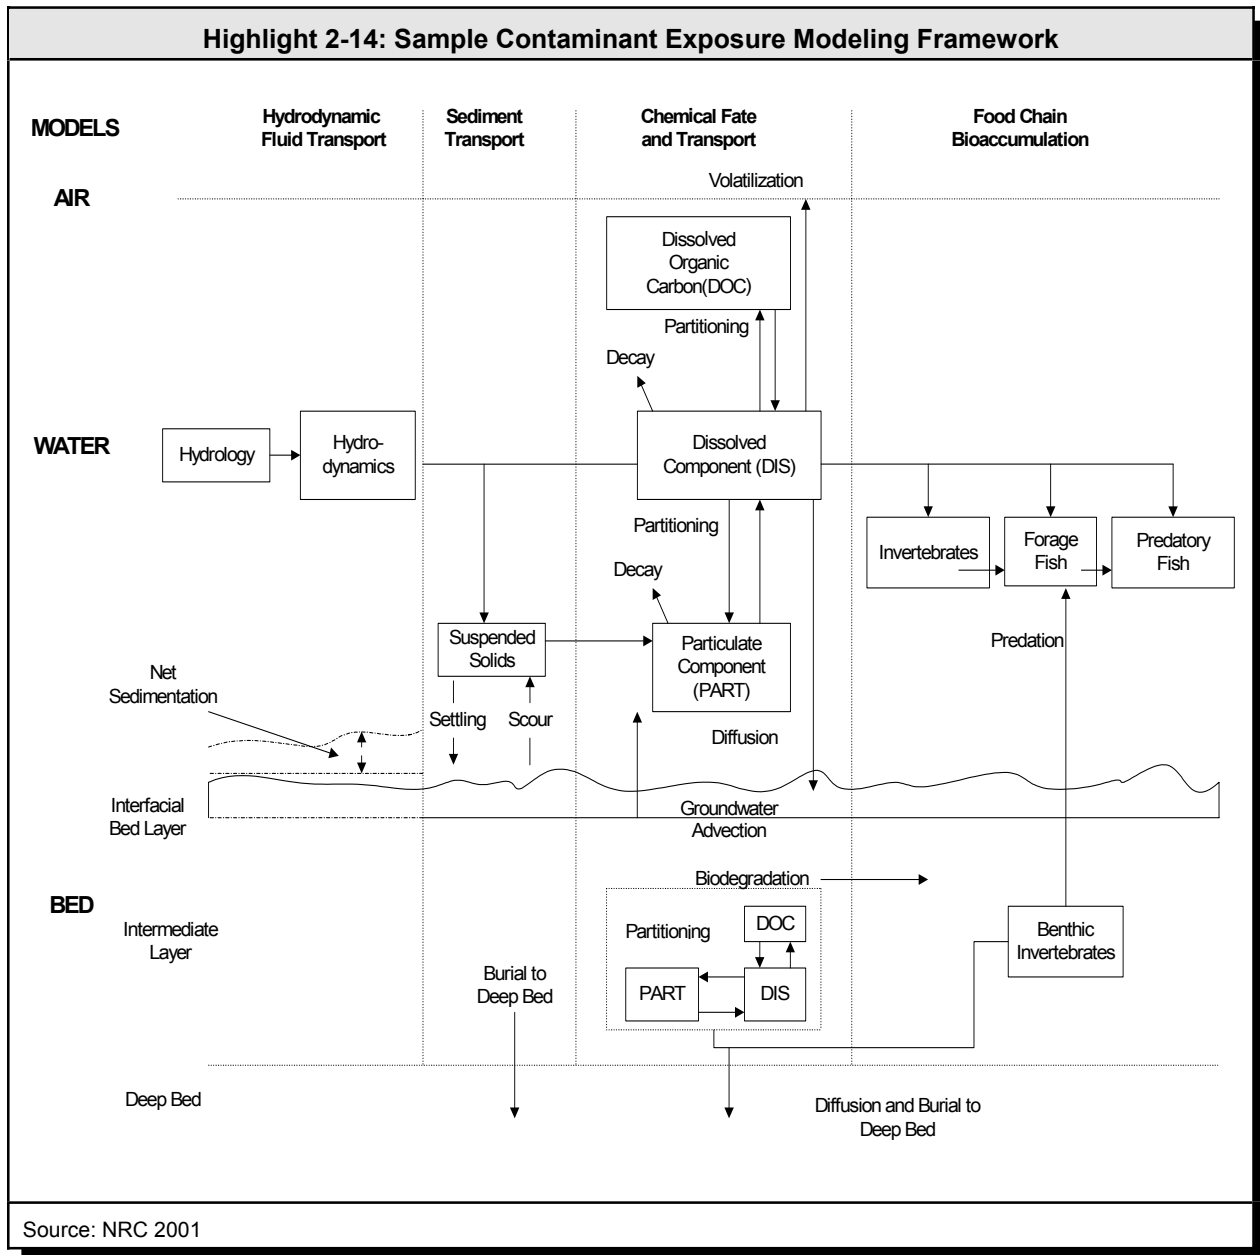 Highlight 2-14: Sample Contaminant Exposure Modeling Framework
MODELS
Hydrodynamic
Fluid Transport
Sediment
Transport
Chemical Fate
and Transport
Food Chain
Bioaccumulation
AIR
Volatilization
Dissolved
Organic
Carbon(DOC)
Partitioning
Decay
WATER
Hydrology
Hydro-
dynamics
Dissolved
Component (DIS)
Partitioning
Invertebrates
Forage
Fish
Predatory
Fish
Decay
Suspended
Solids
Particulate
Component
(PART)
Predation
Net
Sedimentation
Settling
Scour
Diffusion
Interfacial
Bed Layer
Groundwater
Advection
Biodegradation
BED
Intermediate
Layer
Partitioning
DOC
PART
DIS
Benthic
Invertebrates
Burial to
Deep Bed
Deep Bed
Diffusion and Burial to
Deep Bed
Source: NRC 2001